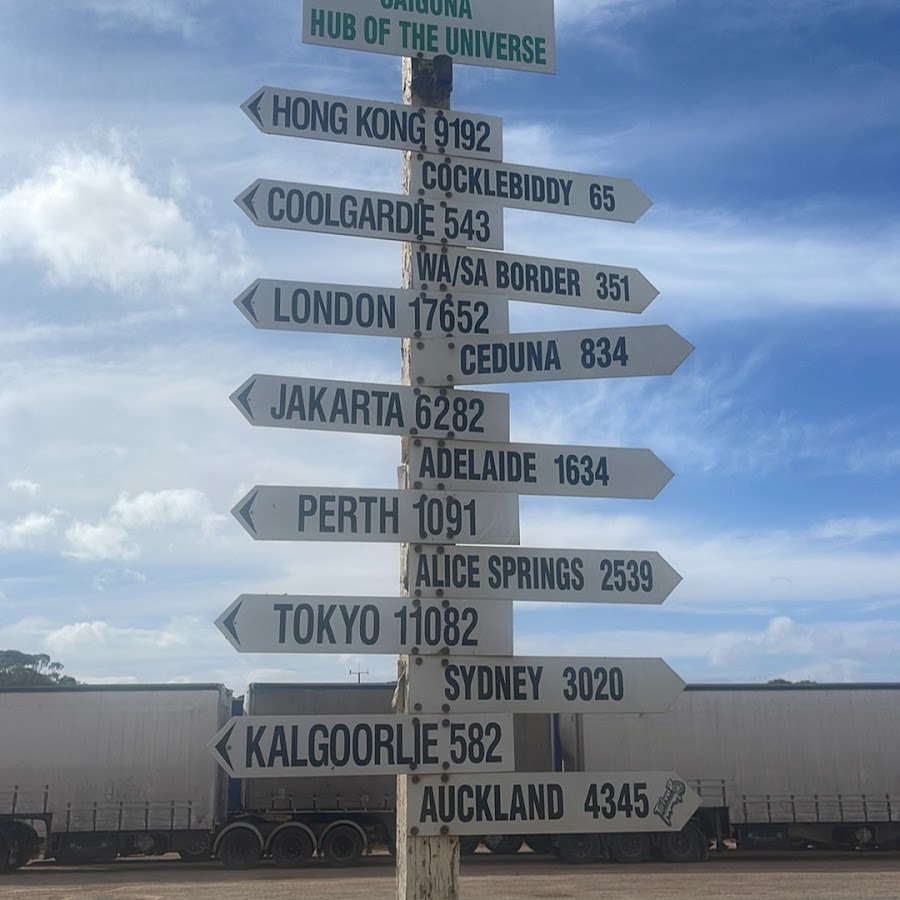 CAIGUNA
HUB OF THE UNIVERSE
HONG KONG 9192
COCKLEBIDDY 65
COOLGARDIE 543
WA/SA BORDER 351
LONDON 17652
CEDUNA 834
JAKARTA 6282
ADELAIDE 1634
PERTH 1091
ALICE SPRINGS 2539
TOKYO 11082
SYDNEY 3020
KALGOORLIE 582
AUCKLAND 4345